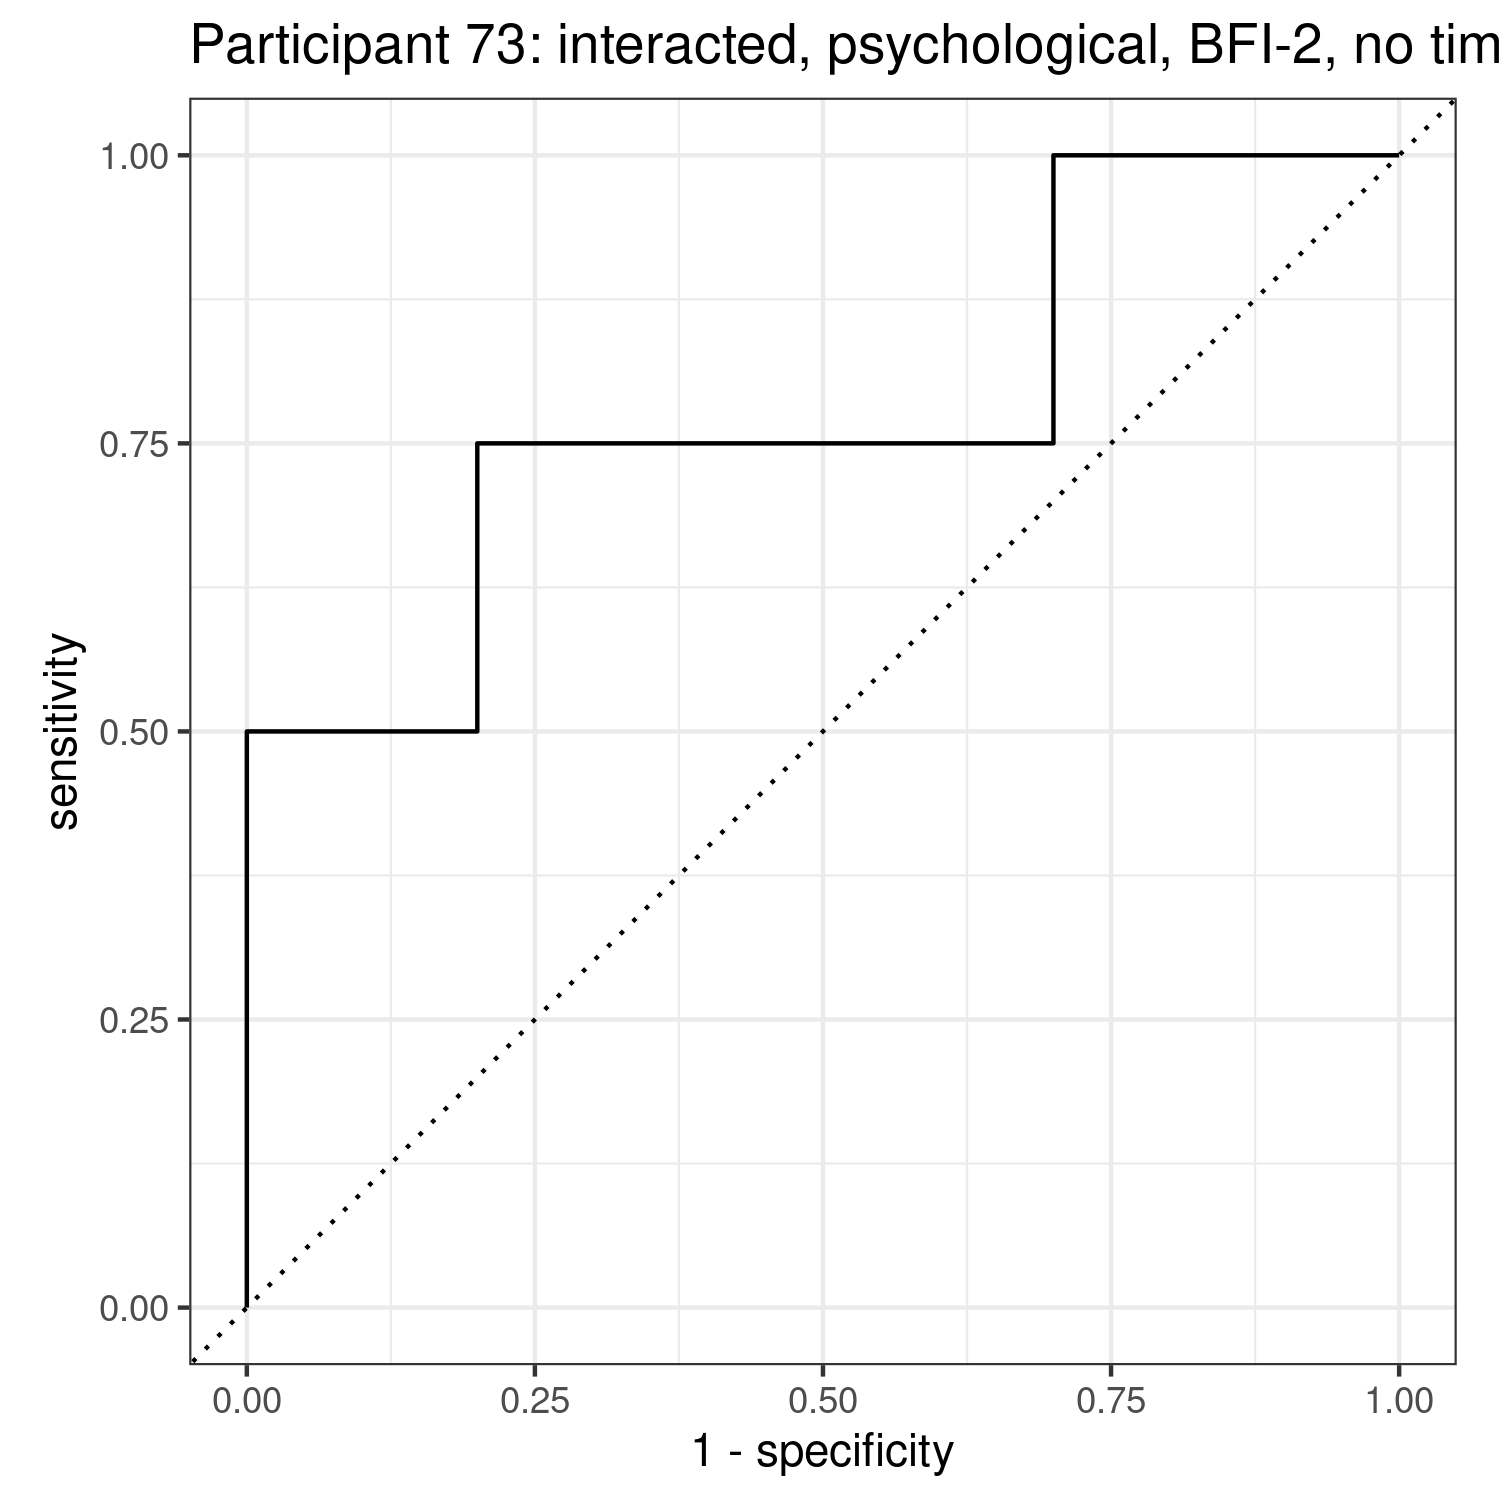 Participant 73: interacted, psychological, BFI-2, no tim
1.00
0.75
0.50
0.25
0.00
sensitivity
0.00 0.25 0.50 0.75 1.00
1 - specificity